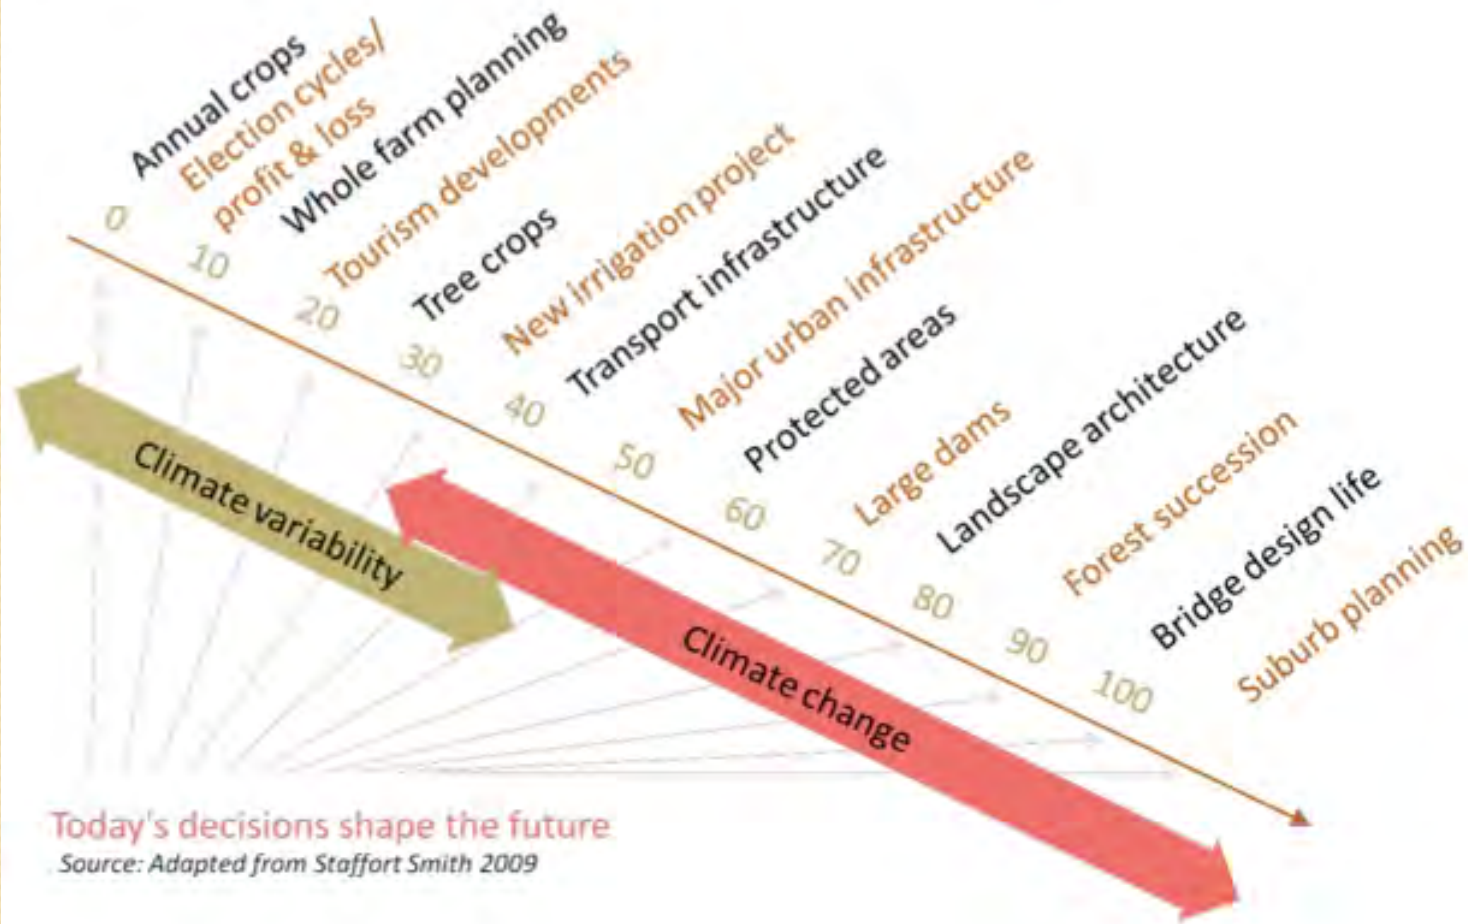 Annual crops
Election cycles/
profit & loss
Whole farm planning
Tourism developments
Tree crops
New irrigation project
Transport infrastructure
Major urban infrastructure
Protected areas
Large dams
Landscape architecture
Forest succession
Bridge design life
Suburb planning
0
10
20
30
40
50
60
70
80
90
100
Climate variability
Climate change
Today's decisions shape the future
Source: Adapted from Staffort Smith 2009